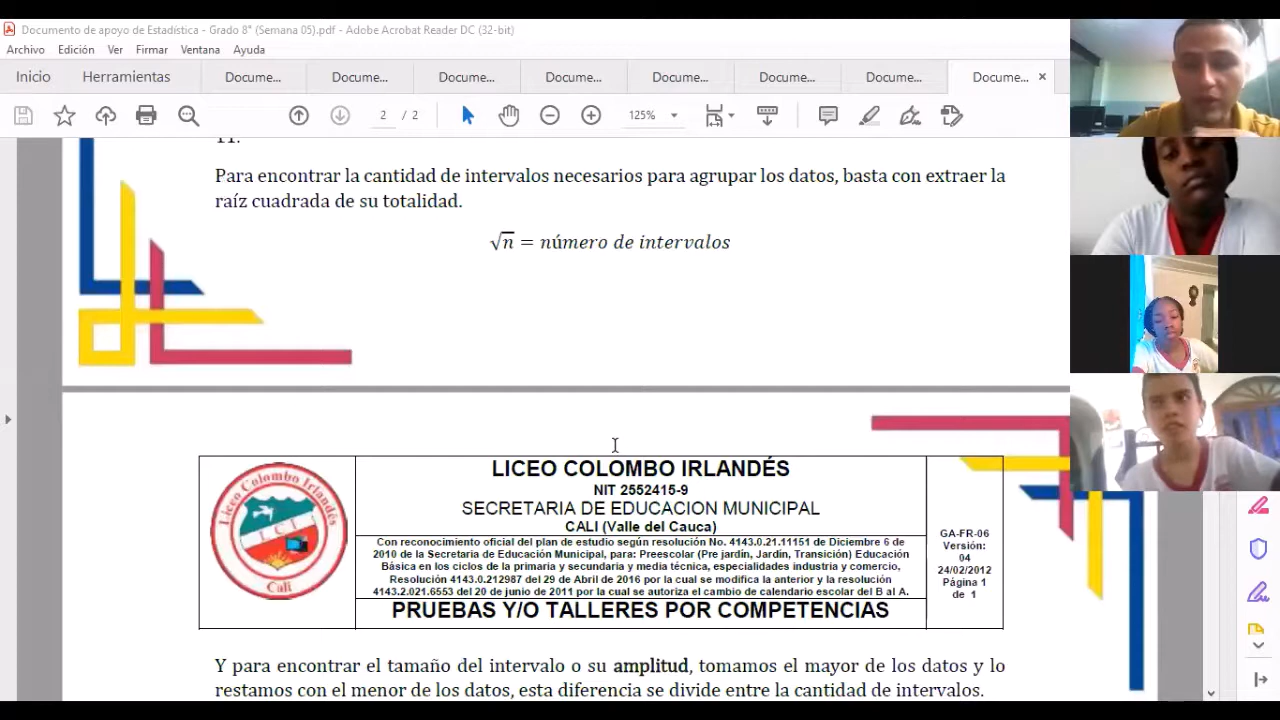 Documento de apoyo de Estadística - Grado 8° (Semana 05).pdf - Adobe Acrobat Reader DC (32-bit)
Archivo Edición Ver Firmar Ventana Ayuda
Inicio Herramientas Docume... Docume... Docume... Docume... Docume... Docume... Docume... Docume... ×
2 / 2 125%
11.
Para encontrar la cantidad de intervalos necesarios para agrupar los datos, basta con extraer la
raíz cuadrada de su totalidad.
√n = número de intervalos
Liceo Colombo Irlandés
L.C.I.
Cali
LICEO COLOMBO IRLANDÉS
NIT 2552415-9
SECRETARIA DE EDUCACION MUNICIPAL
CALI (Valle del Cauca)
Con reconocimiento oficial del plan de estudio según resolución No. 4143.0.21.11151 de Diciembre 6 de
2010 de la Secretaria de Educación Municipal, para: Preescolar (Pre jardín, Jardín, Transición) Educación
Básica en los ciclos de la primaria y secundaria y media técnica, especialidades industria y comercio,
Resolución 4143.0.212987 del 29 de Abril de 2016 por la cual se modifica la anterior y la resolución
4143.2.021.6553 del 20 de junio de 2011 por la cual se autoriza el cambio de calendario escolar del B al A.
PRUEBAS Y/O TALLERES POR COMPETENCIAS
GA-FR-06
Versión:
04
24/02/2012
Página 1
de 1
Y para encontrar el tamaño del intervalo o su amplitud, tomamos el mayor de los datos y lo
restamos con el menor de los datos, esta diferencia se divide entre la cantidad de intervalos.